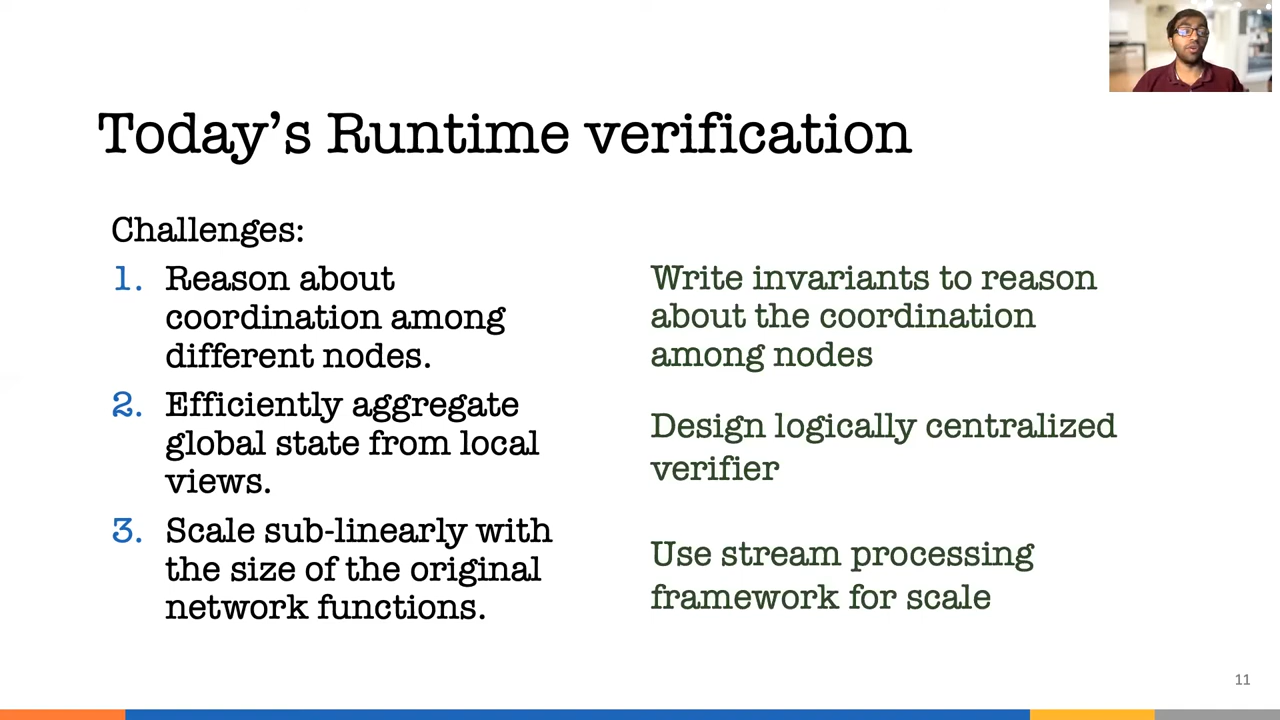 Today's Runtime verification
Challenges:
1. Reason about
coordination among
different nodes.
2. Efficiently aggregate
global state from local
views.
3. Scale sub-linearly with
the size of the original
network functions.
Write invariants to reason
about the coordination
among nodes
Design logically centralized
verifier
Use stream processing
framework for scale
11